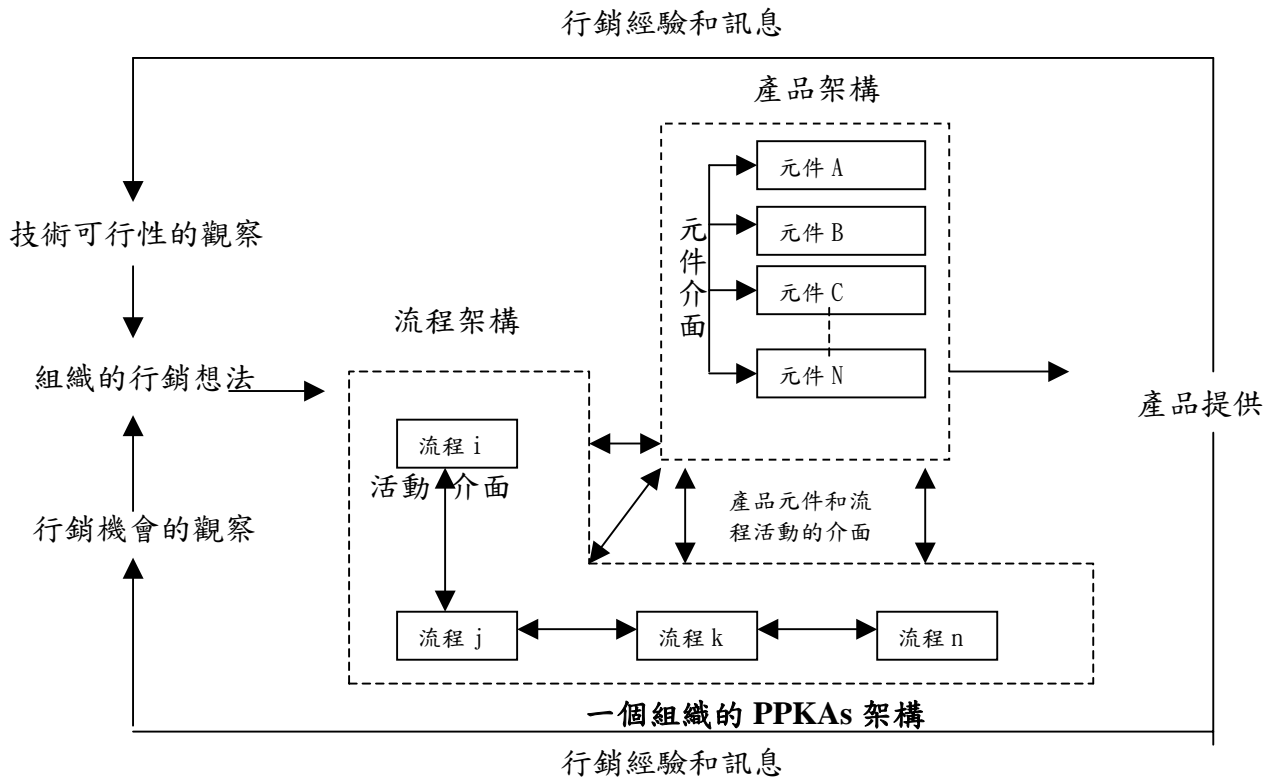 行銷經驗和訊息
產品架構
元件 A
元件 B
元件 C
元件 N
元件介面
技術可行性的觀察
組織的行銷想法
行銷機會的觀察
流程架構
流程 i
活動 介面
流程 j
流程 k
流程 n
產品元件和流
程活動的介面
產品提供
一個組織的 PPKAs 架構
行銷經驗和訊息